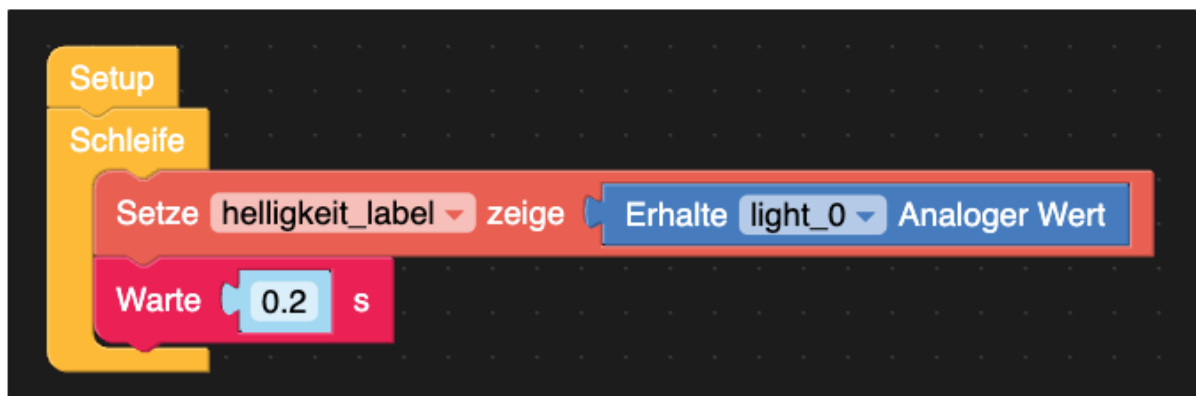 Setup
Schleife
Setze helligkeit_label zeige Erhalte light_0 Analoger Wert
Warte 0.2 s